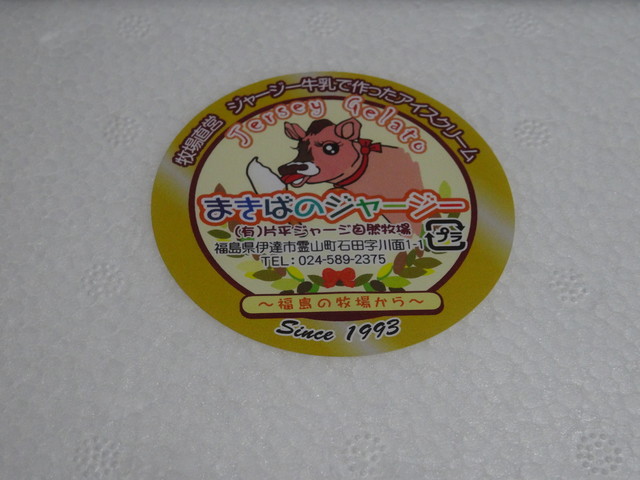 牧場直営 ジャージー牛乳で作ったアイスクリーム
Jersey Gelato
まきばのジャージー
(有)片平ジャージー自然牧場
福島県伊達市霊山町石田字川面1-1
プラ
TEL：024-589-2375
～福島の牧場から～
Since 1993